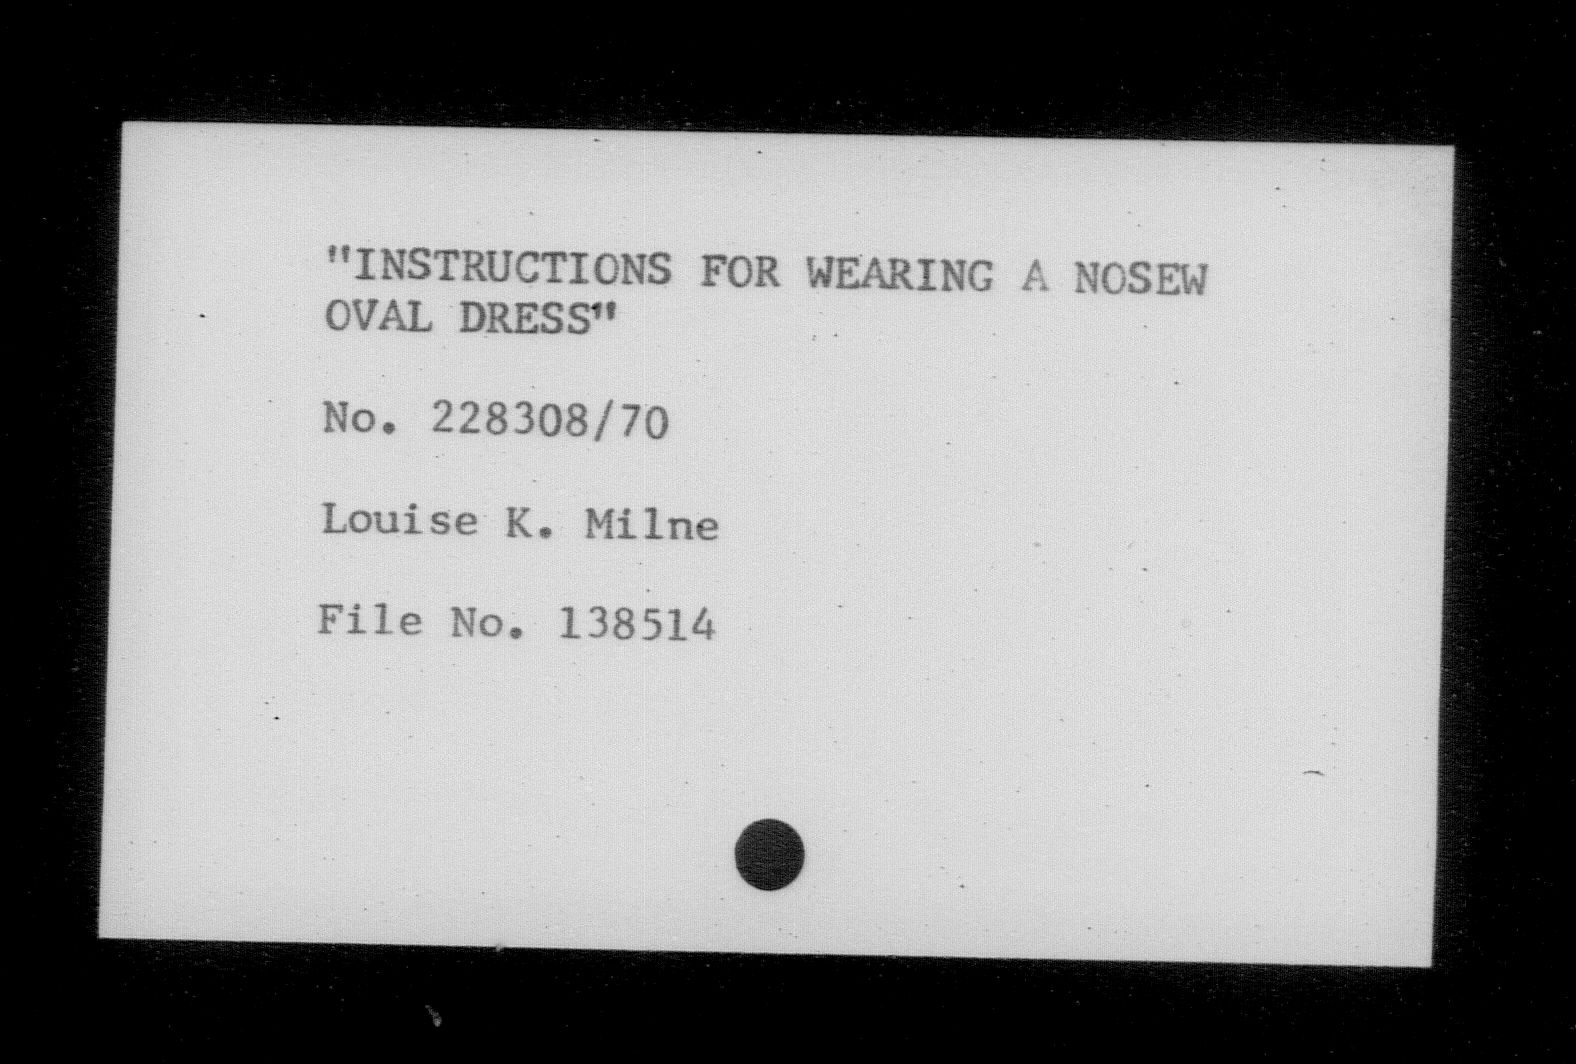 "INSTRUCTIONS FOR WEARING A NOSEW
OVAL DRESS"
No. 228308/70
Louise K. Milne
File No. 138514